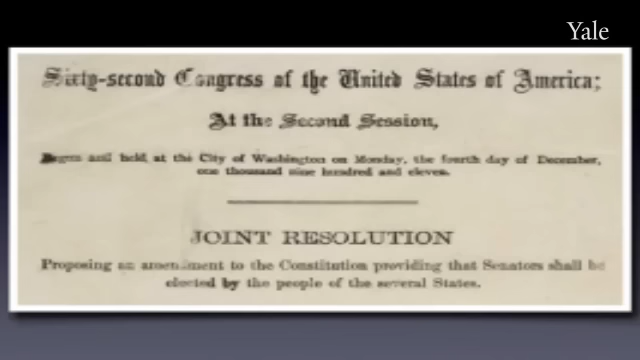 Yale
Sixty-second Congress of the United States of America;
At the Second Session,
Begun and held at the City of Washington on Monday, the fourth day of December,
one thousand nine hundred and eleven.
JOINT RESOLUTION
Proposing an amendment to the Constitution providing that Senators shall be
elected by the people of the several States.